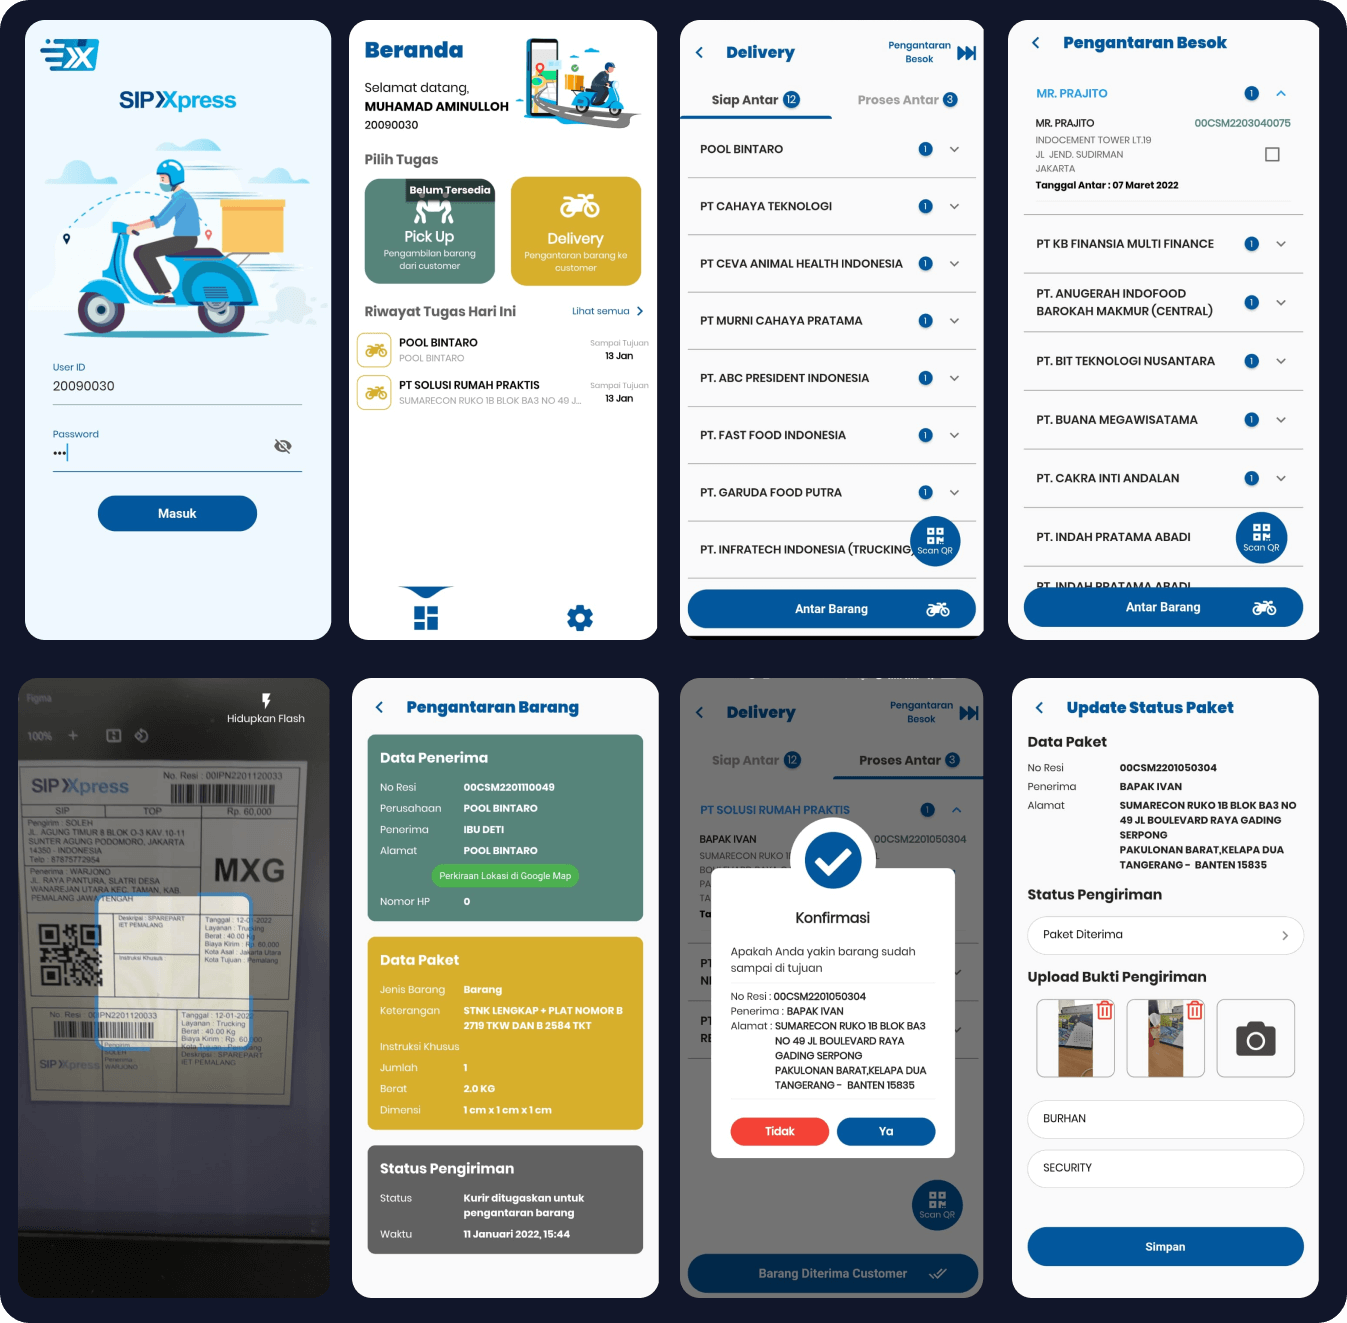 SIP Xpress
User ID
20090030
Password
•••
Masuk
Beranda
Selamat datang,
MUHAMAD AMINULLOH
20090030
Pilih Tugas
Belum Tersedia
Pick Up
Pengambilan barang
dari customer
Delivery
Pengantaran barang ke
customer
Riwayat Tugas Hari Ini
Lihat semua
POOL BINTARO
Sampai Tujuan
POOL BINTARO
13 Jan
PT SOLUSI RUMAH PRAKTIS
Sampai Tujuan
SUMARECON RUKO 1B BLOK BA3 NO 49 J...
13 Jan
Delivery
Pengantaran
Besok
Siap Antar 12
Proses Antar 3
POOL BINTARO 1
PT CAHAYA TEKNOLOGI 1
PT CEVA ANIMAL HEALTH INDONESIA 1
PT MURNI CAHAYA PRATAMA 1
PT. ABC PRESIDENT INDONESIA 1
PT. FAST FOOD INDONESIA 1
PT. GARUDA FOOD PUTRA 1
PT. INFRATECH INDONESIA (TRUCKING)
Scan QR
Antar Barang
Pengantaran Besok
MR. PRAJITO 1
MR. PRAJITO
00CSM2203040075
INDOCEMENT TOWER LT.19
JL JEND. SUDIRMAN
JAKARTA
Tanggal Antar : 07 Maret 2022
PT KB FINANSIA MULTI FINANCE 1
PT. ANUGERAH INDOFOOD
BAROKAH MAKMUR (CENTRAL) 1
PT. BIT TEKNOLOGI NUSANTARA 1
PT. BUANA MEGAWISATAMA 1
PT. CAKRA INTI ANDALAN 1
PT. INDAH PRATAMA ABADI
Scan QR
PT. INDAH PRATAMA ABADI
Antar Barang
Figma
Hidupkan Flash
100%
SIP Xpress
No. Resi : 00IPN2201120033
SIP TOP Rp. 60,000
Pengirim : SOLEH
JL. AGUNG TIMUR 8 BLOK O-3 KAV.10-11
SUNTER AGUNG PODOMORO, JAKARTA
14350 - INDONESIA
Telp : 87875772954
Penerima : WARJONO
JL. RAYA PANTURA, SLATRI DESA
WANAREJAN UTARA KEC. TAMAN, KAB.
PEMALANG JAWA TENGAH
MXG
Deskripsi : SPAREPART
IET PEMALANG
Instruksi Khusus
Tanggal : 12-01-2022
Layanan : Trucking
Berat : 40.00 Kg
Biaya Kirim : Rp. 60,000
Kota Asal : Jakarta Utara
Kota Tujuan : Pemalang
No Resi : 00IPN2201120033
SIP Xpress
Pengirim :
SOLEH
Penerima :
WARJONO
Tanggal : 12-01-2022
Layanan : Trucking
Berat : 40.00 Kg
Biaya Kirim : Rp. 60,000
Kota Tujuan : Pemalang
Deskripsi : SPAREPART
IET PEMALANG
Pengantaran Barang
Data Penerima
No Resi 00CSM2201110049
Perusahaan POOL BINTARO
Penerima IBU DETI
Alamat POOL BINTARO
Perkiraan Lokasi di Google Map
Nomor HP 0
Data Paket
Jenis Barang Barang
Keterangan STNK LENGKAP + PLAT NOMOR B
2719 TKW DAN B 2584 TKT
Instruksi Khusus
Jumlah 1
Berat 2.0 KG
Dimensi 1 cm x 1 cm x 1 cm
Status Pengiriman
Status Kurir ditugaskan untuk
pengantaran barang
Waktu 11 Januari 2022, 15:44
Delivery
Pengantaran
Besok
Siap Antar 12
Proses Antar 3
PT SOLUSI RUMAH PRAKTIS 1
BAPAK IVAN
00CSM2201050304
SUMARECON RUKO 1B
Konfirmasi
Apakah Anda yakin barang sudah
sampai di tujuan
No Resi : 00CSM2201050304
Penerima : BAPAK IVAN
Alamat : SUMARECON RUKO 1B BLOK BA3
NO 49 JL BOULEVARD RAYA
GADING SERPONG
PAKULONAN BARAT,KELAPA DUA
TANGERANG - BANTEN 15835
Tidak
Ya
Scan QR
Barang Diterima Customer
Update Status Paket
Data Paket
No Resi 00CSM2201050304
Penerima BAPAK IVAN
Alamat SUMARECON RUKO 1B BLOK BA3 NO
49 JL BOULEVARD RAYA GADING
SERPONG
PAKULONAN BARAT,KELAPA DUA
TANGERANG - BANTEN 15835
Status Pengiriman
Paket Diterima
Upload Bukti Pengiriman
BURHAN
SECURITY
Simpan